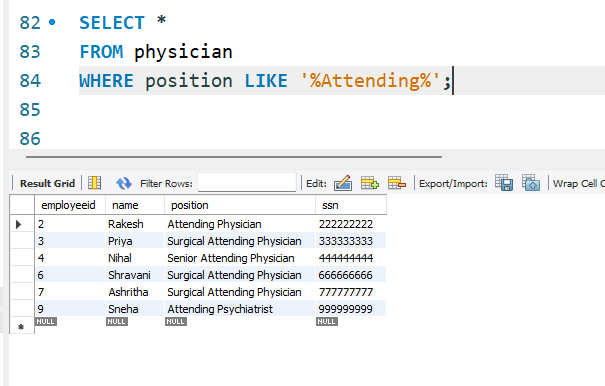 82 SELECT *
83 FROM physician
84 WHERE position LIKE '%Attending%';
85
86
Result Grid Filter Rows: Edit: Export/Import: Wrap Cell C
employeeid name position ssn
2 Rakesh Attending Physician 222222222
3 Priya Surgical Attending Physician 333333333
4 Nihal Senior Attending Physician 444444444
6 Shravani Surgical Attending Physician 666666666
7 Ashritha Surgical Attending Physician 777777777
9 Sneha Attending Psychiatrist 999999999
NULL NULL NULL NULL